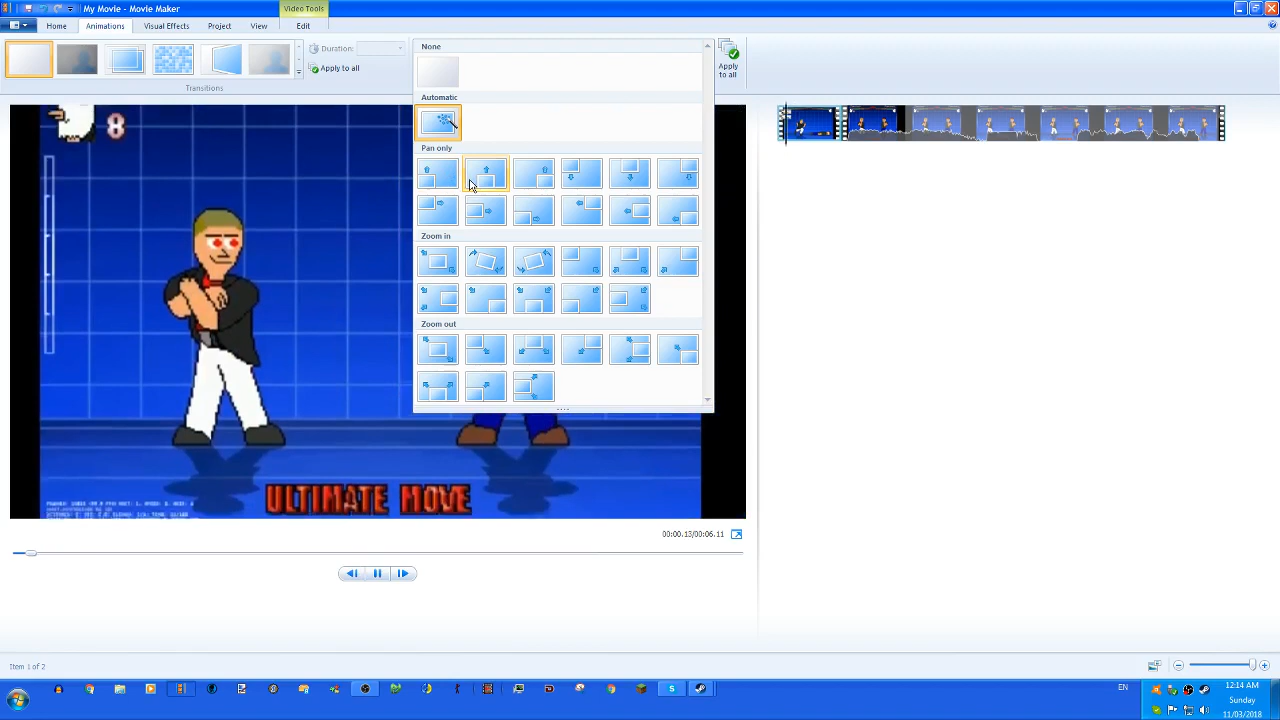 My Movie - Movie Maker
Video Tools
Home
Animations
Visual Effects
Project
View
Edit
Duration:
Apply to all
Transitions
None
Automatic
Pan only
Zoom in
Zoom out
Apply
to all
8
ULTIMATE MOVE
00:00.13/00:06.11
Item 1 of 2
EN
12:14 AM
Sunday
11/03/2018